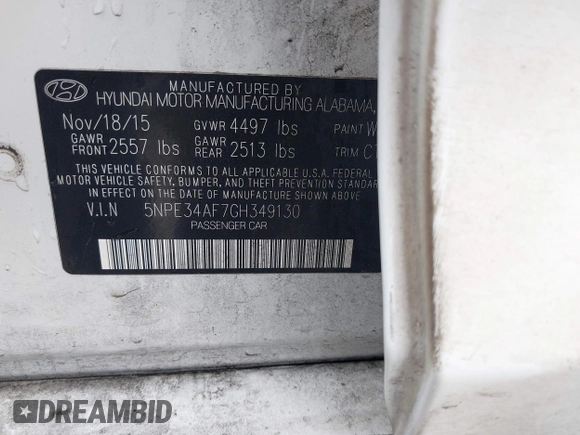 MANUFACTURED BY
HYUNDAI MOTOR MANUFACTURING ALABAMA,
Nov/18/15 GVWR 4497 lbs PAINT W
GAWR FRONT 2557 lbs GAWR REAR 2513 lbs TRIM
THIS VEHICLE CONFORMS TO ALL APPLICABLE U.S.A. FEDERAL
MOTOR VEHICLE SAFETY, BUMPER, AND THEFT PREVENTION STANDAR
IN EFFECT ON THE DATE OF MANUFACTURE SHOWN ABOVE.
V.I.N 5NPE34AF7GH349130
PASSENGER CAR
DREAMBID